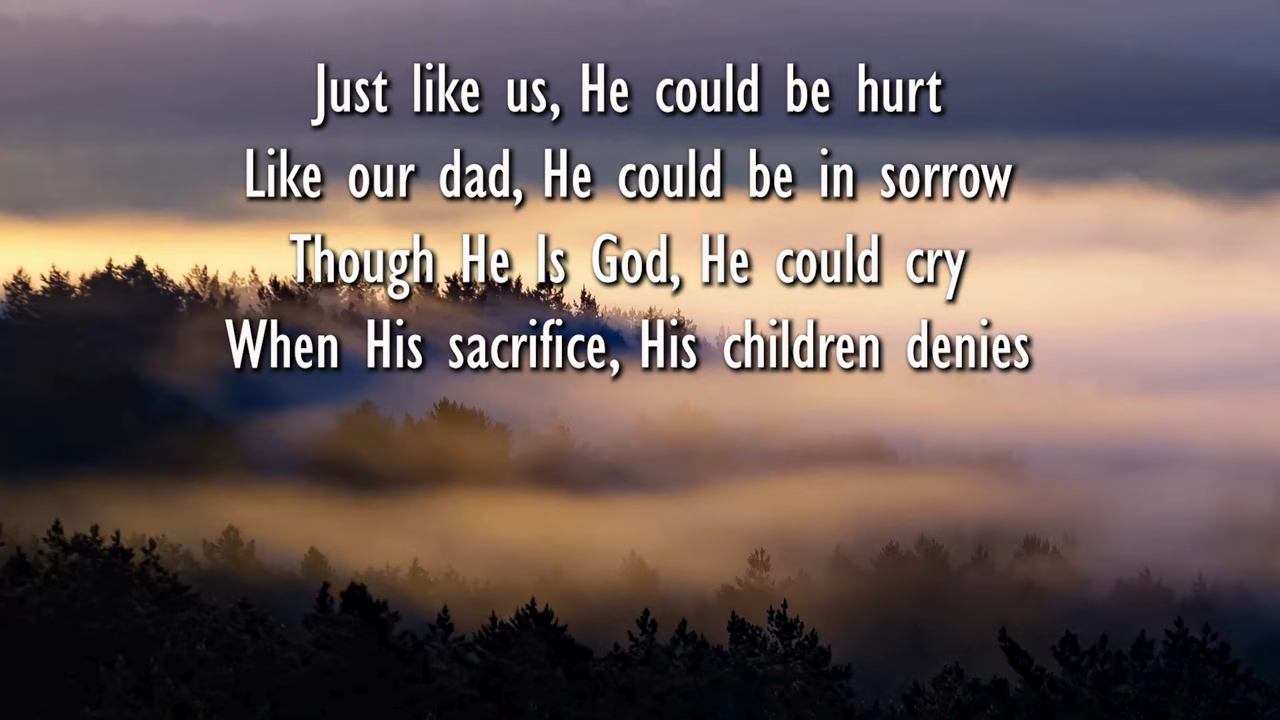 Just like us, He could be hurt
Like our dad, He could be in sorrow
Though He Is God, He could cry
When His sacrifice, His children denies